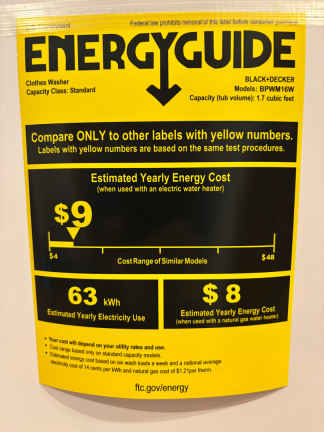 Federal law prohibits removal of this label before consumer purchase.
ENERGYGUIDE
Clothes Washer
Capacity Class: Standard
BLACK+DECKER
Models: BPWM16W
Capacity (tub volume): 1.7 cubic feet
Compare ONLY to other labels with yellow numbers.
Labels with yellow numbers are based on the same test procedures.
Estimated Yearly Energy Cost
(when used with an electric water heater)
$9
$4
$48
Cost Range of Similar Models
63 kWh
Estimated Yearly Electricity Use
$ 8
Estimated Yearly Energy Cost
(when used with a natural gas water heater)
• Your cost will depend on your utility rates and use.
• Cost range based only on standard capacity models.
• Estimated energy cost based on six wash loads a week and a national average
electricity cost of 14 cents per kWh and natural gas cost of $1.21per therm.
ftc.gov/energy